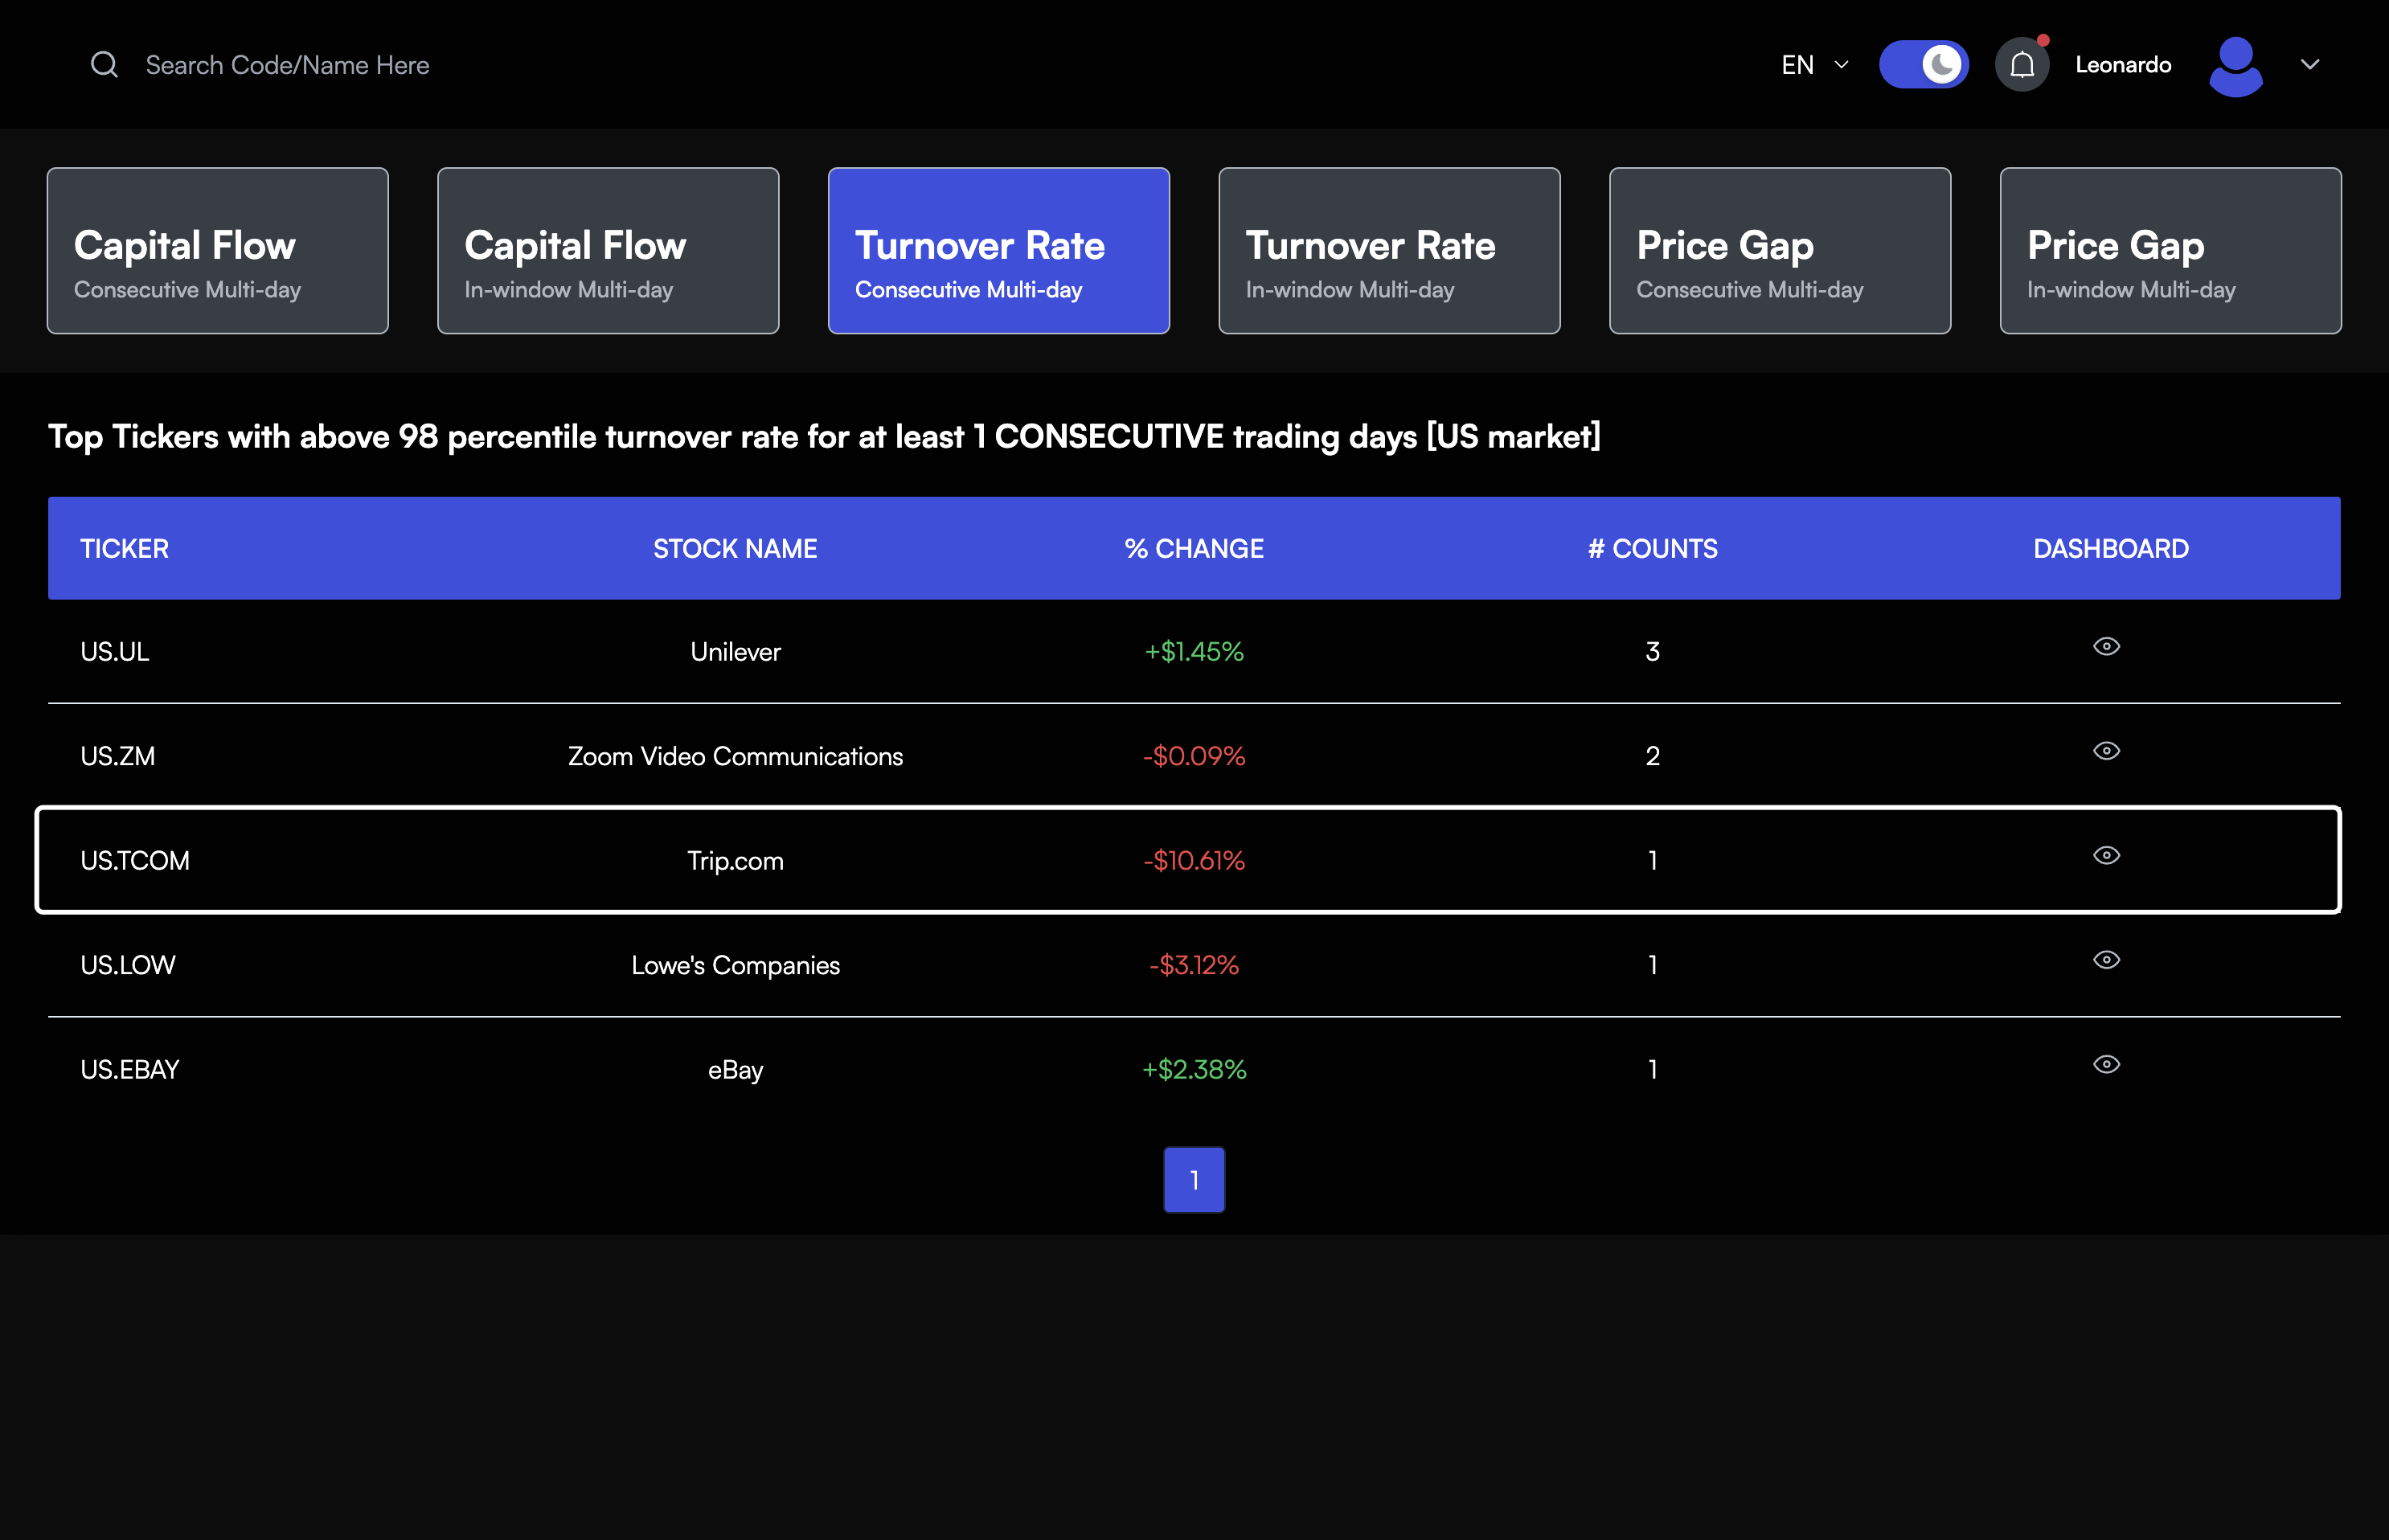 Search Code/Name Here
EN
Leonardo
Capital Flow
Consecutive Multi-day
Capital Flow
In-window Multi-day
Turnover Rate
Consecutive Multi-day
Turnover Rate
In-window Multi-day
Price Gap
Consecutive Multi-day
Price Gap
In-window Multi-day
Top Tickers with above 98 percentile turnover rate for at least 1 CONSECUTIVE trading days [US market]
TICKER STOCK NAME % CHANGE # COUNTS DASHBOARD
US.UL Unilever +$1.45% 3
US.ZM Zoom Video Communications -$0.09% 2
US.TCOM Trip.com -$10.61% 1
US.LOW Lowe's Companies -$3.12% 1
US.EBAY eBay +$2.38% 1
1